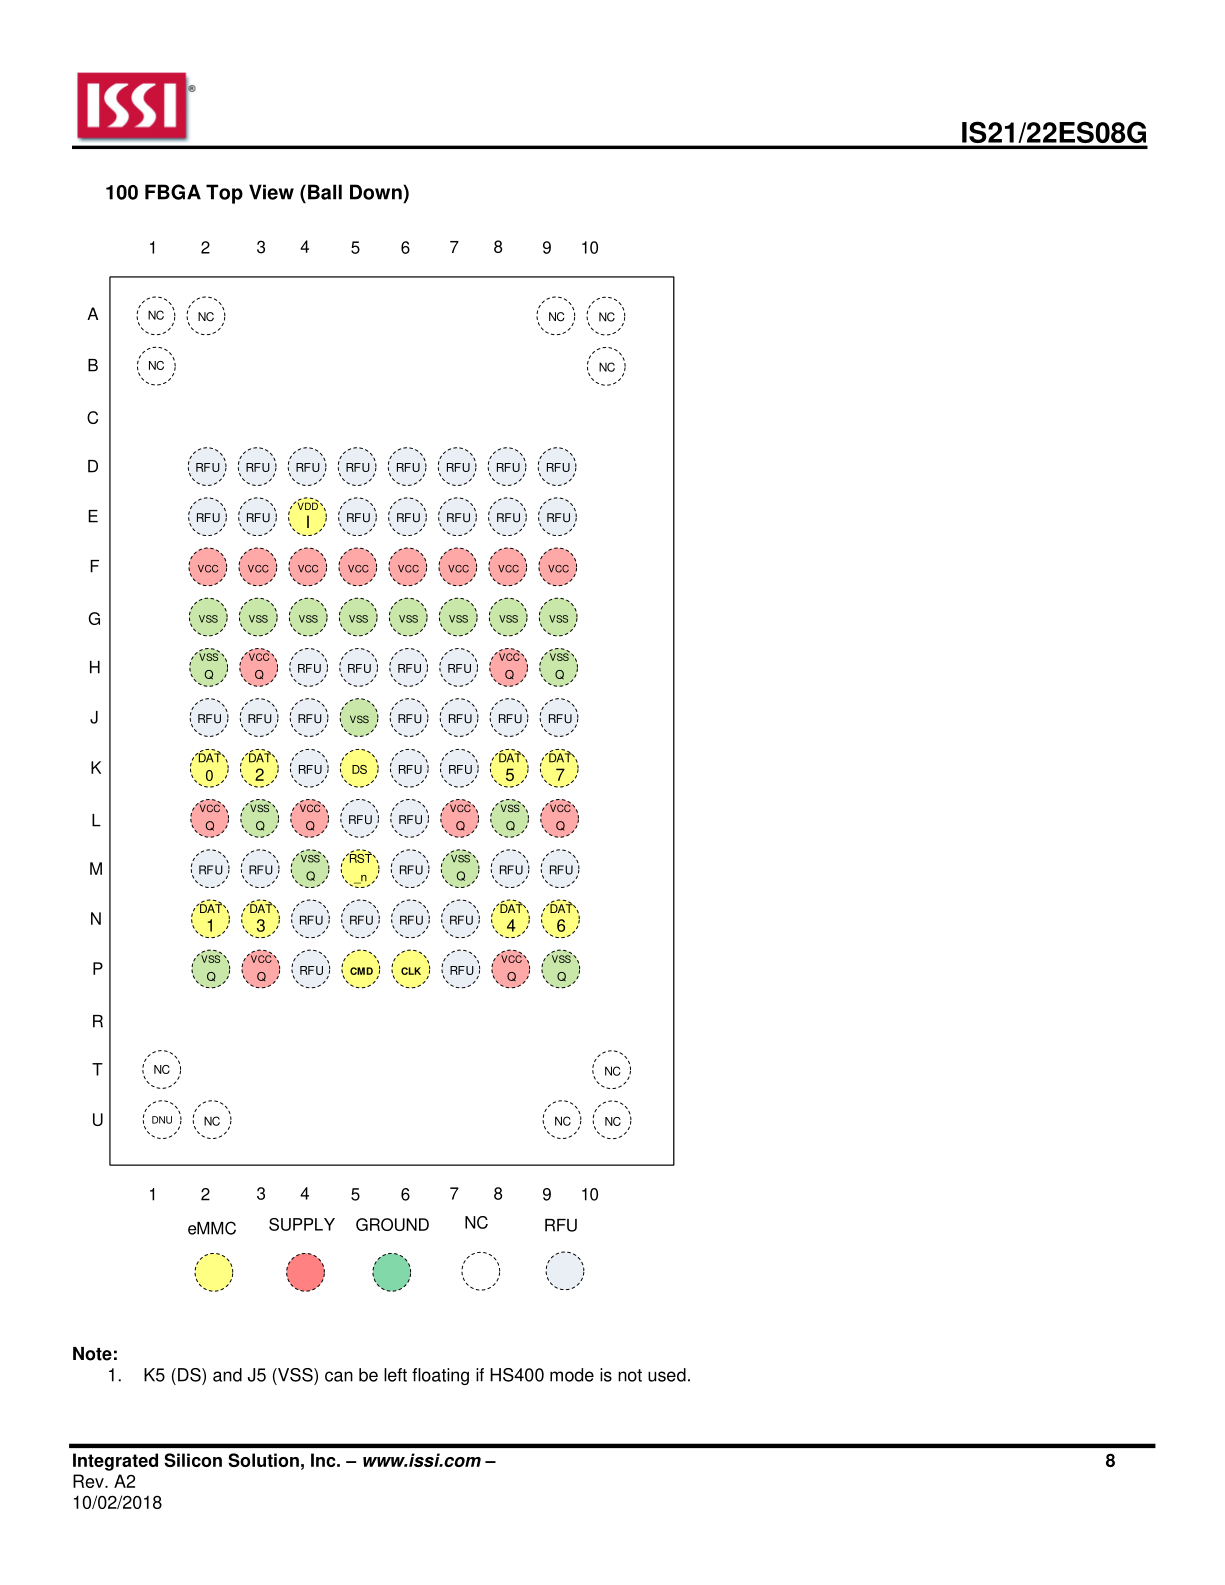 ISSI®
IS21/22ES08G
100 FBGA Top View (Ball Down)
1 2 3 4 5 6 7 8 9 10
A NC NC NC NC
B NC NC
C
D RFU RFU RFU RFU RFU RFU RFU RFU
E RFU RFU VDD I RFU RFU RFU RFU RFU
F VCC VCC VCC VCC VCC VCC VCC VCC
G VSS VSS VSS VSS VSS VSS VSS VSS
H VSS Q VCC Q RFU RFU RFU RFU VCC Q VSS Q
J RFU RFU RFU VSS RFU RFU RFU RFU
K DAT 0 DAT 2 RFU DS RFU RFU DAT 5 DAT 7
L VCC Q VSS Q VCC Q RFU RFU VCC Q VSS Q VCC Q
M RFU RFU VSS Q RST _n RFU VSS Q RFU RFU
N DAT 1 DAT 3 RFU RFU RFU RFU DAT 4 DAT 6
P VSS Q VCC Q RFU CMD CLK RFU VCC Q VSS Q
R
T NC NC
U DNU NC NC NC
1 2 3 4 5 6 7 8 9 10
eMMC SUPPLY GROUND NC RFU
Note:
1. K5 (DS) and J5 (VSS) can be left floating if HS400 mode is not used.
Integrated Silicon Solution, Inc. – www.issi.com – 8
Rev. A2
10/02/2018